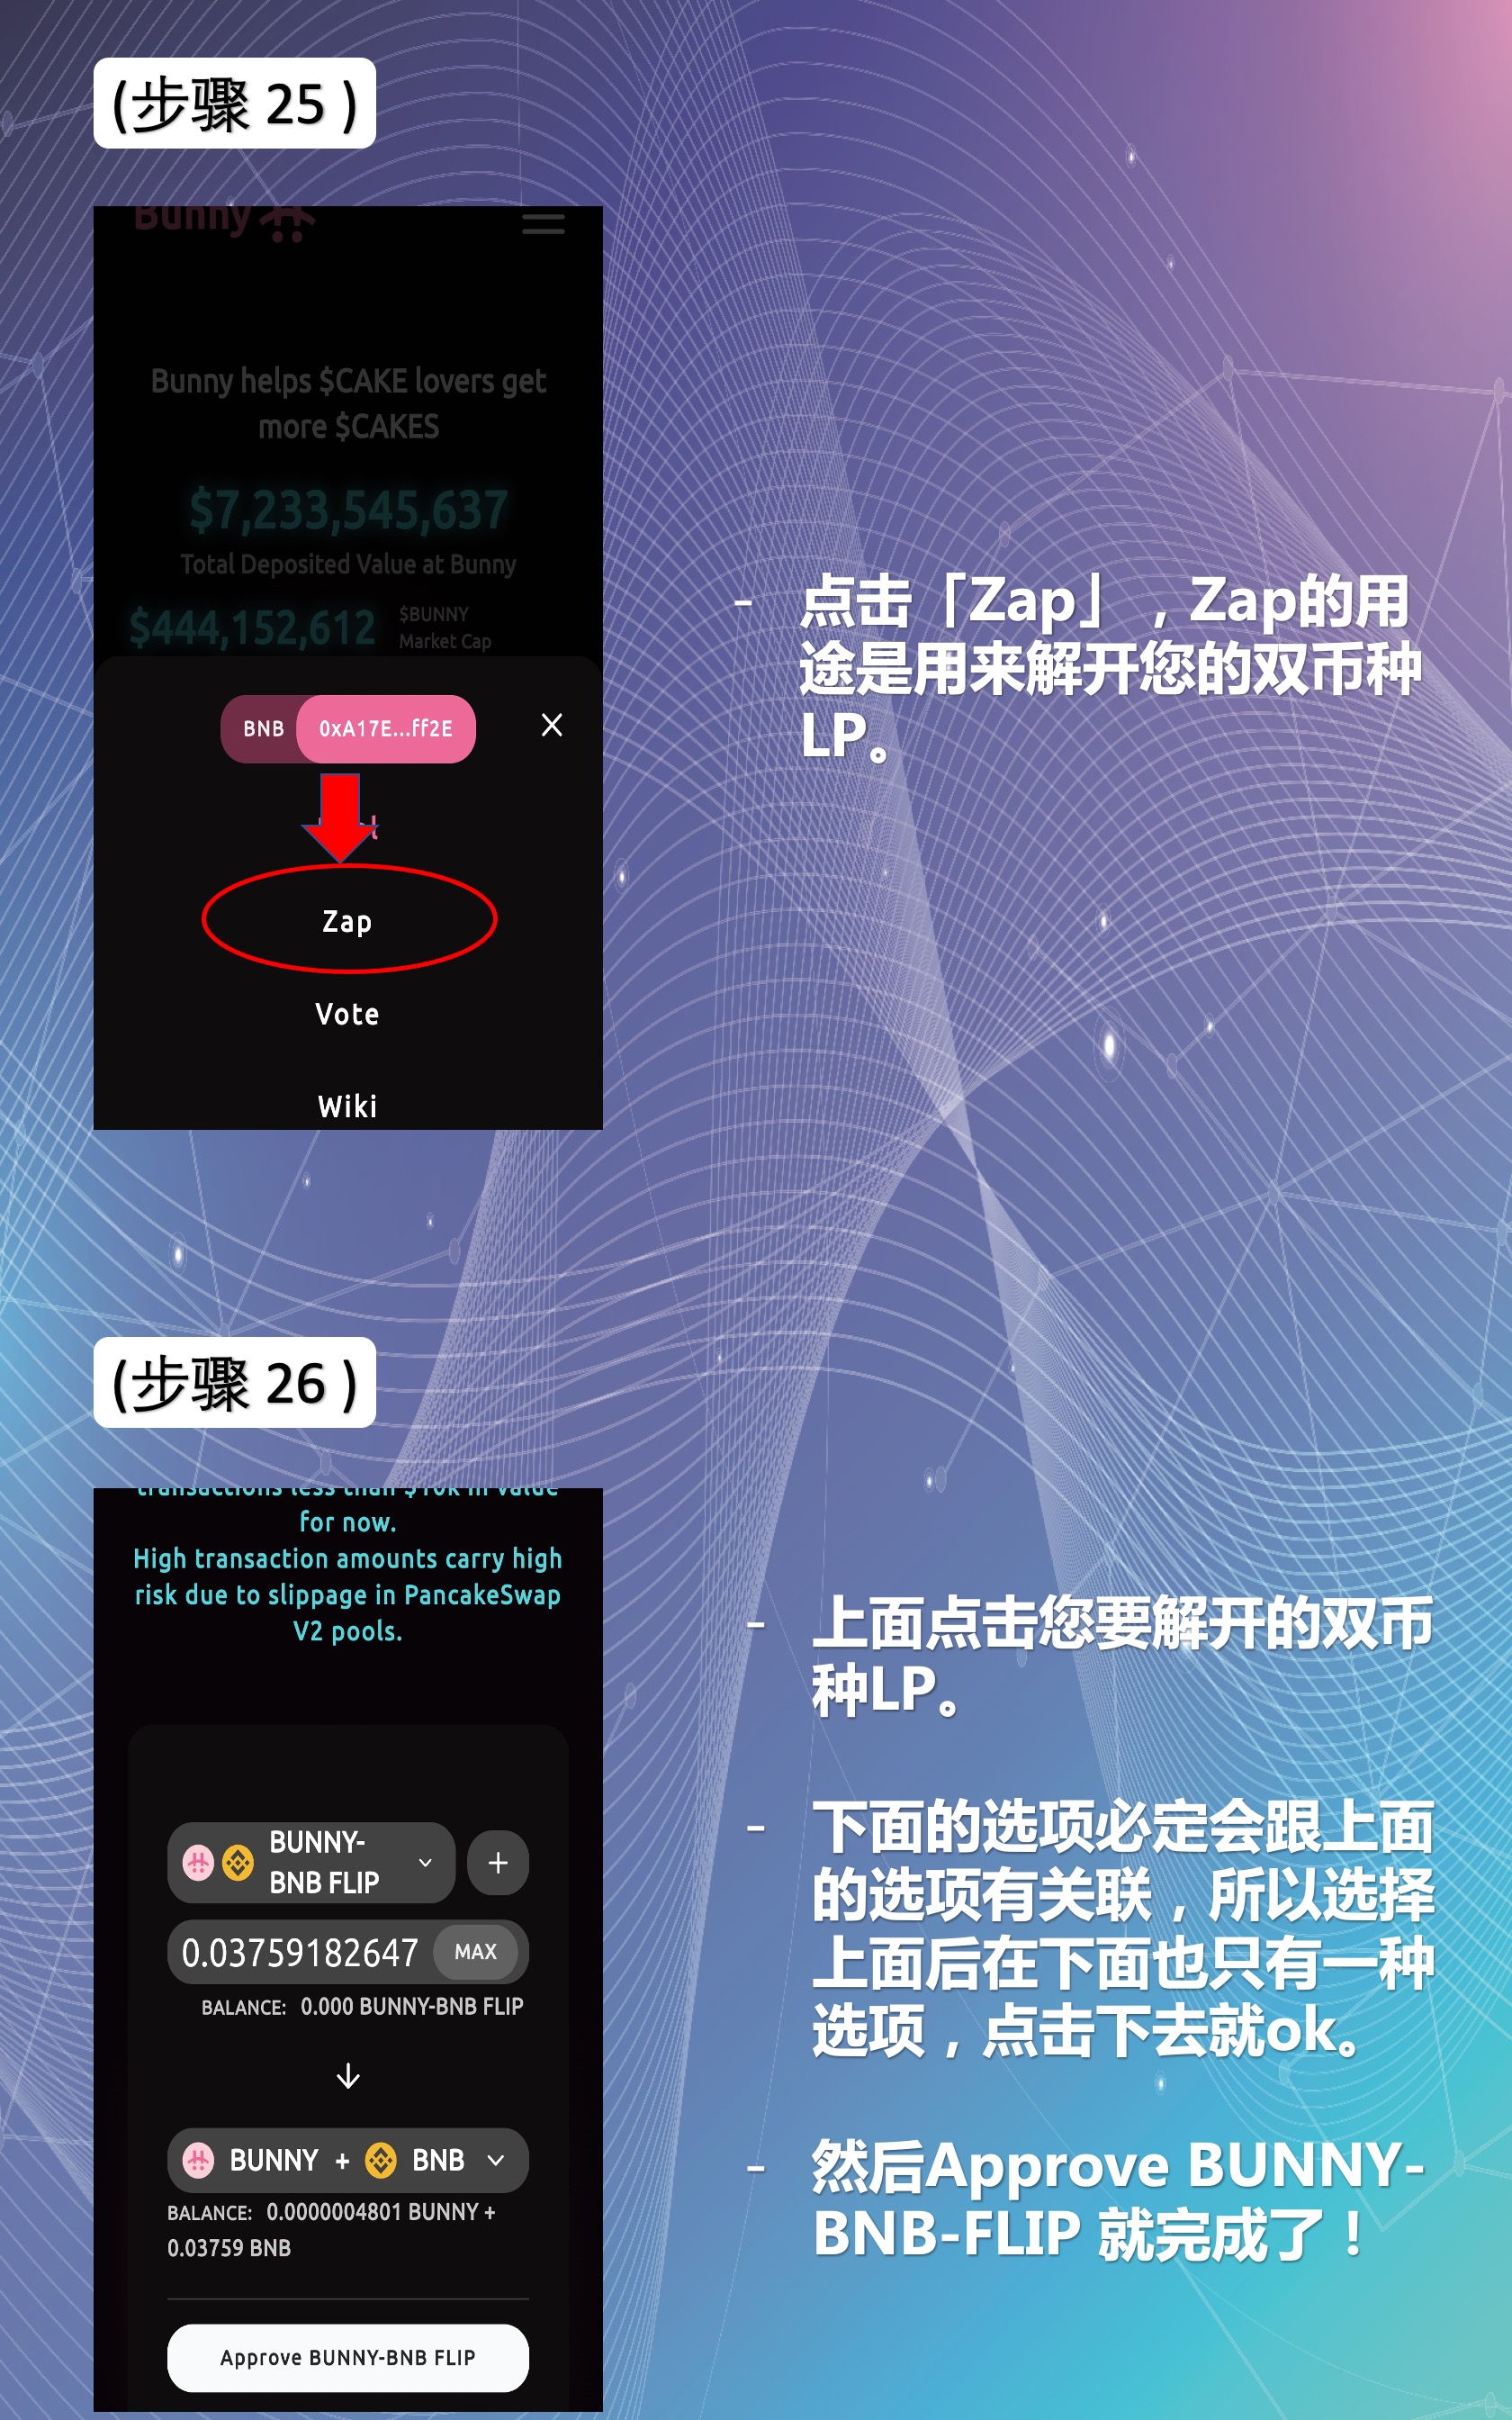 (步骤 25 )
Bunny
Bunny helps $CAKE lovers get
more $CAKES
$7,233,545,637
Total Deposited Value at Bunny
$444,152,612
$BUNNY
Market Cap
BNB 0xA17E...ff2E
Zap
Vote
Wiki
- 点击「Zap」，Zap的用
途是用来解开您的双币种
LP。
(步骤 26 )
transactions less than $10k in value
for now.
High transaction amounts carry high
risk due to slippage in PancakeSwap
V2 pools.
BUNNY-
BNB FLIP
+
0.03759182647 MAX
BALANCE: 0.000 BUNNY-BNB FLIP
BUNNY + BNB
BALANCE: 0.0000004801 BUNNY +
0.03759 BNB
Approve BUNNY-BNB FLIP
- 上面点击您要解开的双币
种LP。
- 下面的选项必定会跟上面
的选项有关联，所以选择
上面后在下面也只有一种
选项，点击下去就ok。
- 然后Approve BUNNY-
BNB-FLIP 就完成了！